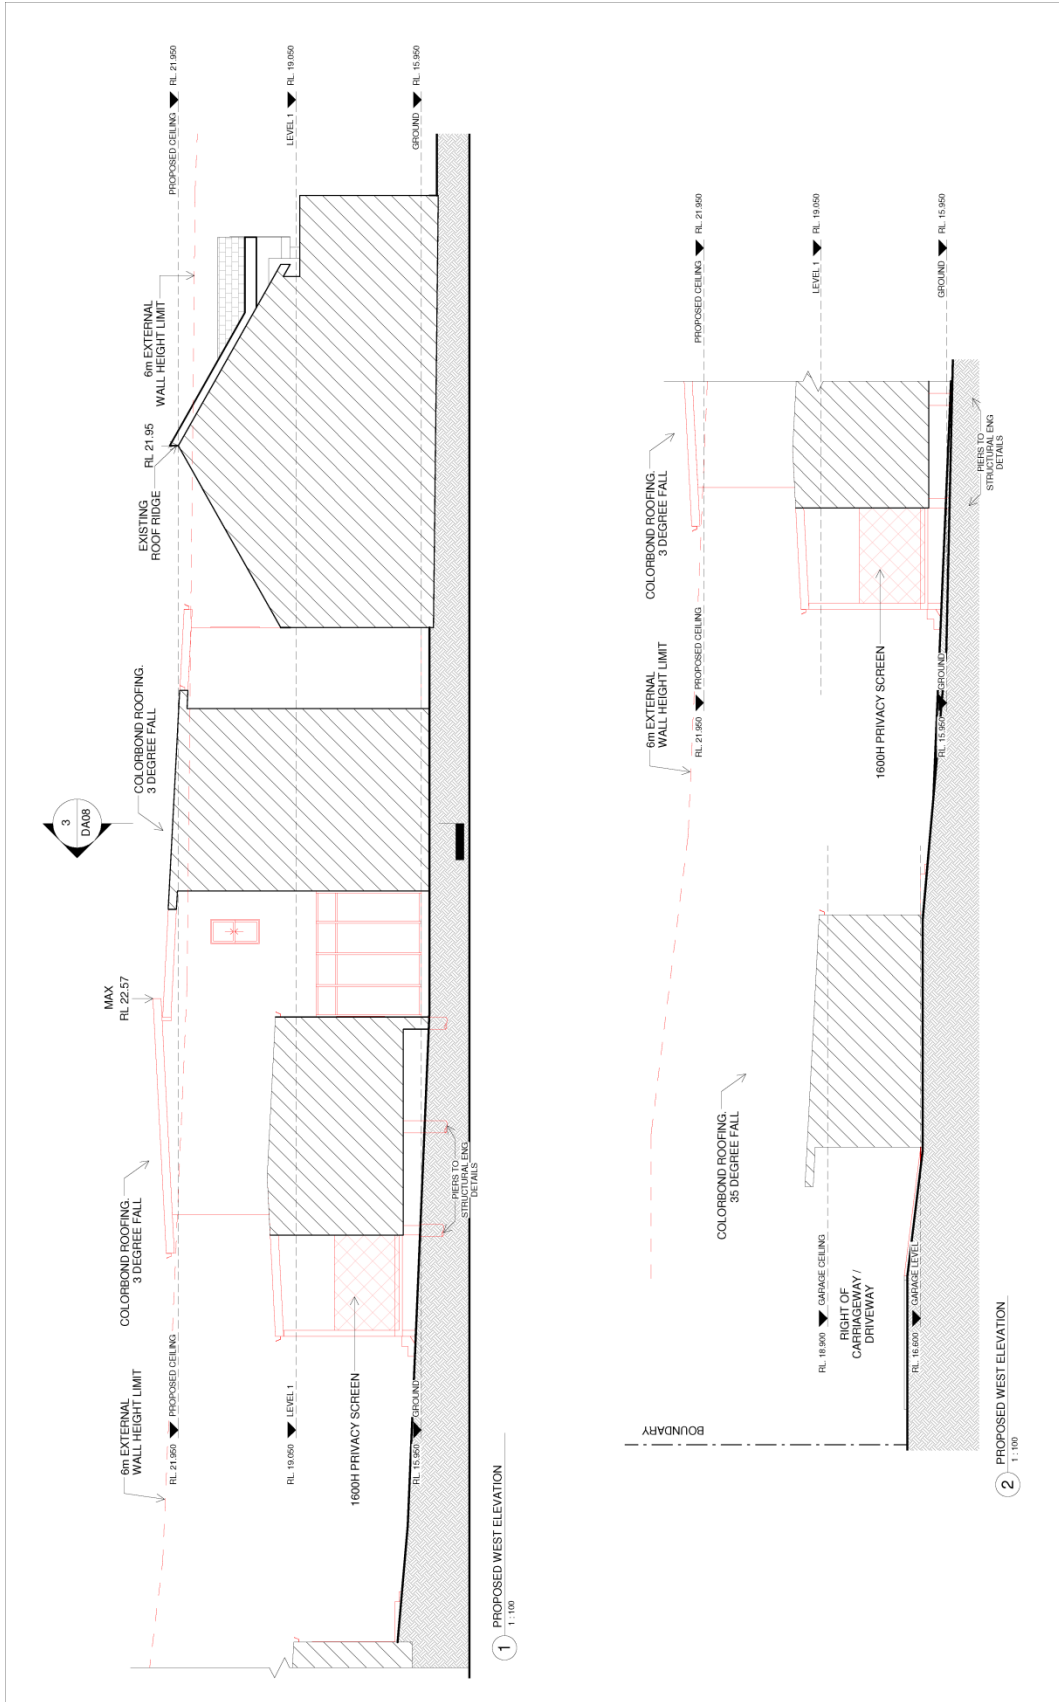 6m EXTERNAL
WALL HEIGHT LIMIT
RL. 21.950
PROPOSED CEILING
RL. 19.050
LEVEL 1
RL. 15.950
GROUND
1600H PRIVACY SCREEN
COLORBOND ROOFING.
3 DEGREE FALL
MAX
RL 22.57
PIERS TO
STRUCTURAL ENG
DETAILS
3
DA08
COLORBOND ROOFING.
3 DEGREE FALL
EXISTING
ROOF RIDGE
RL 21.95
6m EXTERNAL
WALL HEIGHT LIMIT
PROPOSED CEILING
RL. 21.950
LEVEL 1
RL. 19.050
GROUND
RL. 15.950
1
PROPOSED WEST ELEVATION
1 : 100
BOUNDARY
RL. 18.900
GARAGE CEILING
RIGHT OF
CARRIAGEWAY /
DRIVEWAY
RL. 16.600
GARAGE LEVEL
COLORBOND ROOFING.
35 DEGREE FALL
6m EXTERNAL
WALL HEIGHT LIMIT
RL. 21.950
PROPOSED CEILING
RL. 15.950
GROUND
1600H PRIVACY SCREEN
COLORBOND ROOFING.
3 DEGREE FALL
PIERS TO
STRUCTURAL ENG
DETAILS
PROPOSED CEILING
RL. 21.950
LEVEL 1
RL. 19.050
GROUND
RL. 15.950
2
PROPOSED WEST ELEVATION
1 : 100